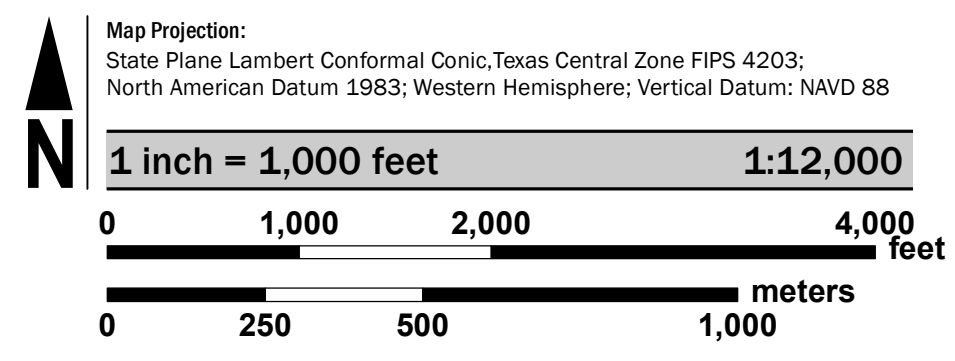 Map Projection:
State Plane Lambert Conformal Conic,Texas Central Zone FIPS 4203;
North American Datum 1983; Western Hemisphere; Vertical Datum: NAVD 88
N
1 inch = 1,000 feet 1:12,000
0 1,000 2,000 4,000
feet
meters
0 250 500 1,000